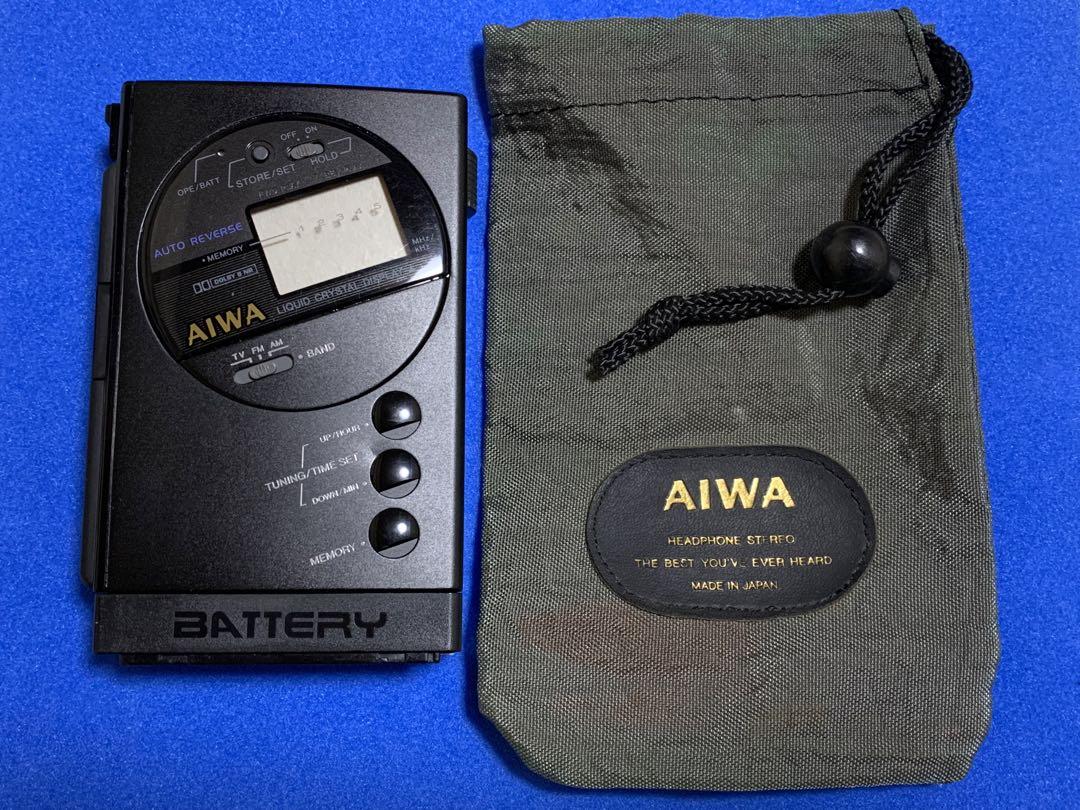 OFF ON
OPE/BATT
STORE/SET
HOLD
AUTO REVERSE
•MEMORY
1 2 3 4 5
MHz
kHz
DOLBY B NR
LIQUID CRYSTAL DISPLAY
AIWA
TV FM AM
•BAND
UP/HOUR•
TUNING/TIME SET
DOWN/MIN•
MEMORY•
BATTERY
AIWA
HEADPHONE STEREO
THE BEST YOU'VE EVER HEARD
MADE IN JAPAN